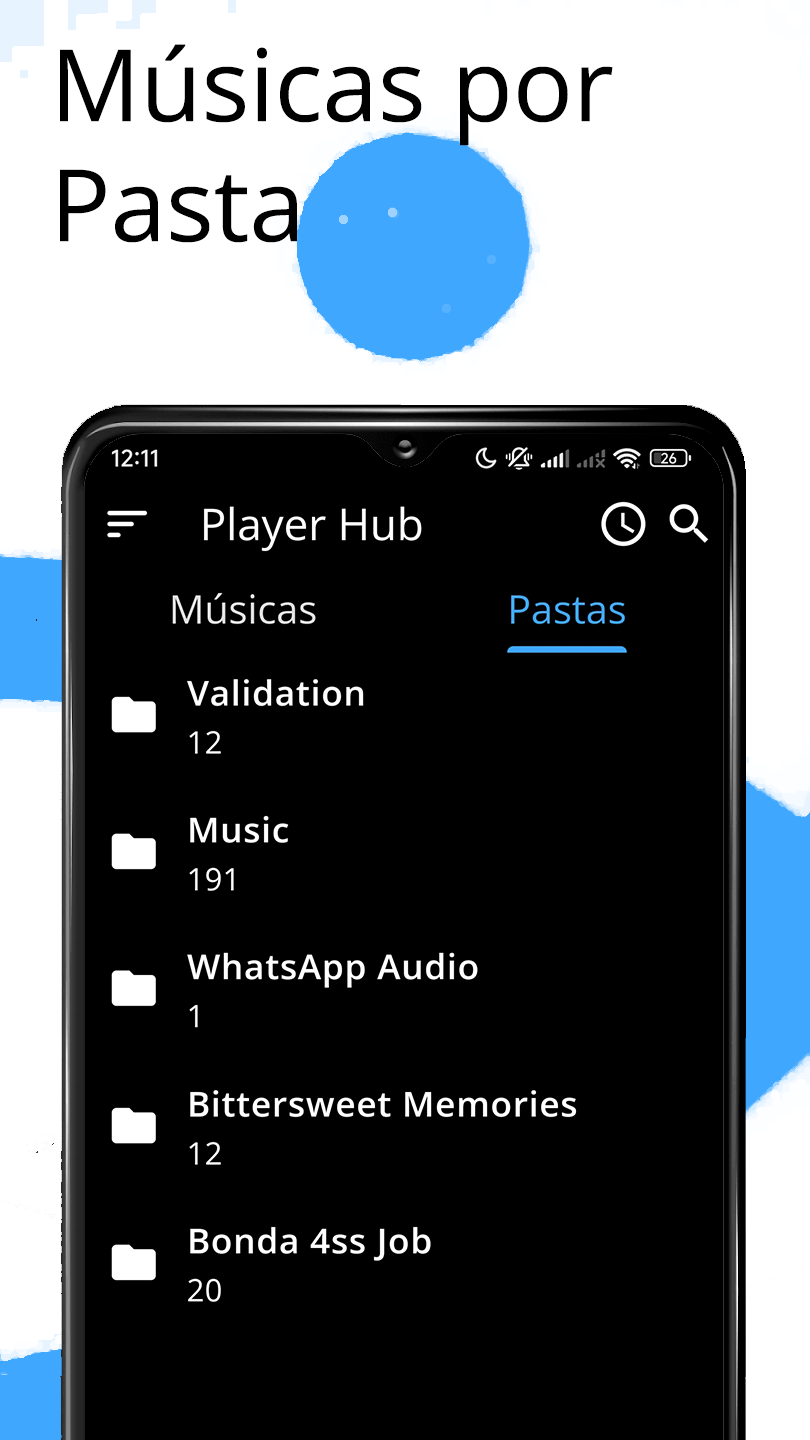 Músicas por
Pasta
12:11
26
Player Hub
Músicas
Pastas
Validation
12
Music
191
WhatsApp Audio
1
Bittersweet Memories
12
Bonda 4ss Job
20